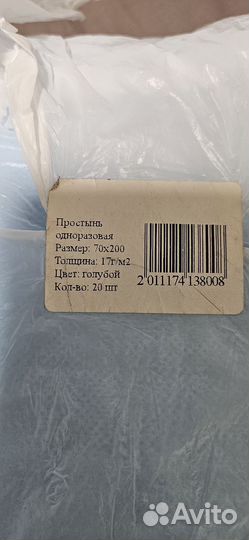 Простынь
одноразовая
Размер: 70х200
Толщина: 17г/м2
Цвет: голубой
Кол-во: 20 шт
2 011174 138008
Avito